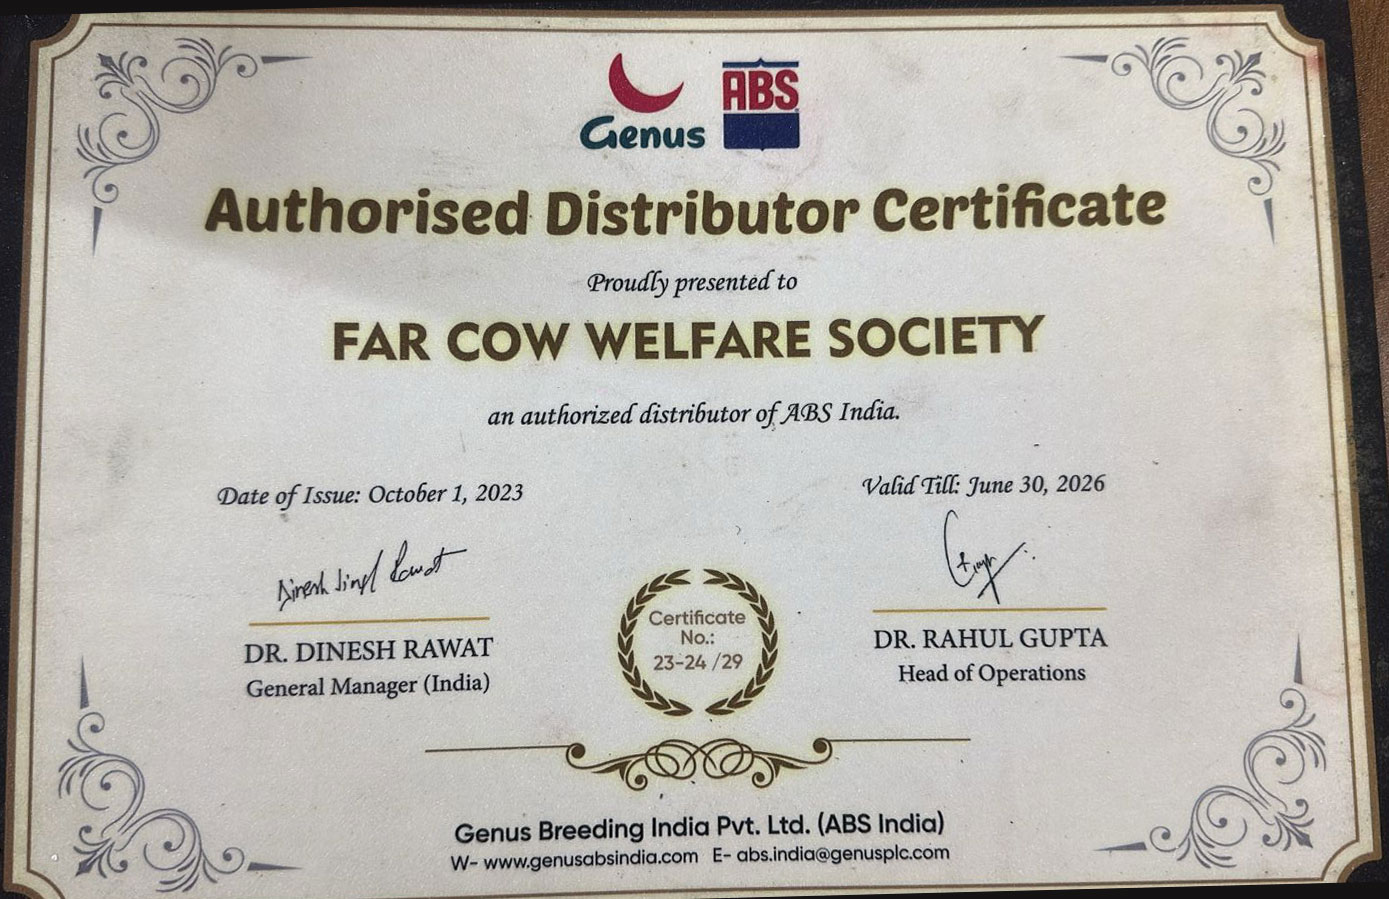 Genus
ABS
Authorised Distributor Certificate
Proudly presented to
FAR COW WELFARE SOCIETY
an authorized distributor of ABS India.
Date of Issue: October 1, 2023
Valid Till: June 30, 2026
Dinesh Singh Rawat
DR. DINESH RAWAT
General Manager (India)
Certificate
No.:
23-24 /29
DR. RAHUL GUPTA
Head of Operations
Genus Breeding India Pvt. Ltd. (ABS India)
W- www.genusabsindia.com E- abs.india@genusplc.com